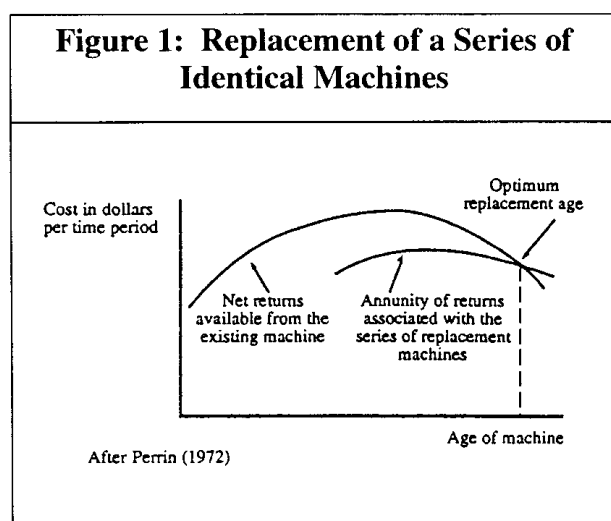 Figure 1: Replacement of a Series of
Identical Machines
Cost in dollars
per time period
Optimum
replacement age
Net returns
available from the
existing machine
Annunity of returns
associated with the
series of replacement
machines
Age of machine
After Perrin (1972)